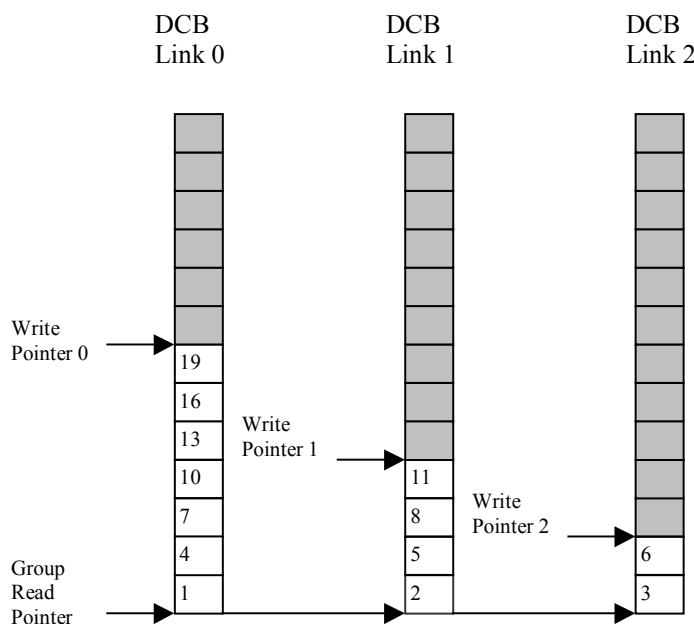 DCB
Link 0
DCB
Link 1
DCB
Link 2
Write
Pointer 0
19
16
13
10
7
4
1
Write
Pointer 1
11
8
5
2
Write
Pointer 2
6
3
Group
Read
Pointer